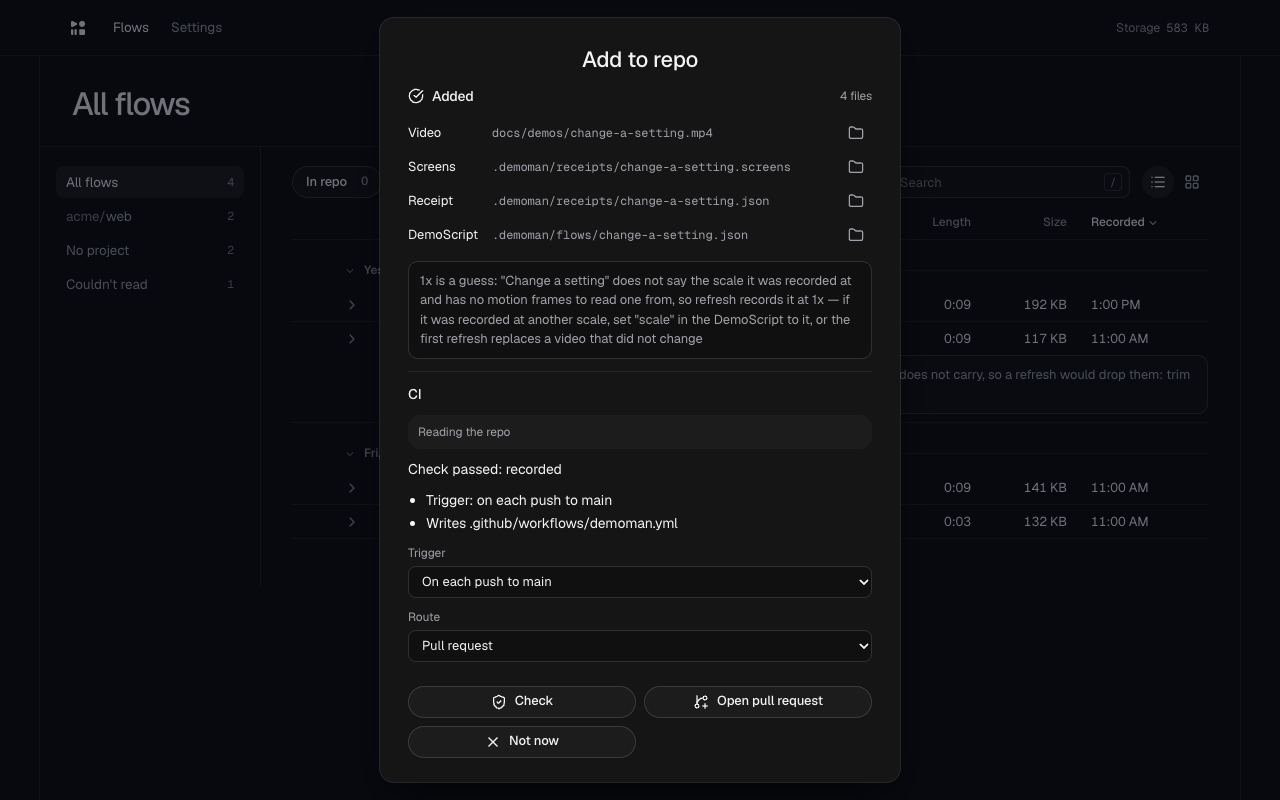 Flows
Settings
Storage 583 KB
All flows
All flows 4
acme/web 2
No project 2
Couldn't read 1
In repo 0
Search /
Length Size Recorded
Yes
0:09 192 KB 1:00 PM
0:09 117 KB 11:00 AM
does not carry, so a refresh would drop them: trim
Fri,
0:09 141 KB 11:00 AM
0:03 132 KB 11:00 AM
Add to repo
Added 4 files
Video docs/demos/change-a-setting.mp4
Screens .demoman/receipts/change-a-setting.screens
Receipt .demoman/receipts/change-a-setting.json
DemoScript .demoman/flows/change-a-setting.json
1x is a guess: "Change a setting" does not say the scale it was recorded at
and has no motion frames to read one from, so refresh records it at 1x — if
it was recorded at another scale, set "scale" in the DemoScript to it, or the
first refresh replaces a video that did not change
CI
Reading the repo
Check passed: recorded
• Trigger: on each push to main
• Writes .github/workflows/demoman.yml
Trigger
On each push to main
Route
Pull request
Check
Open pull request
Not now